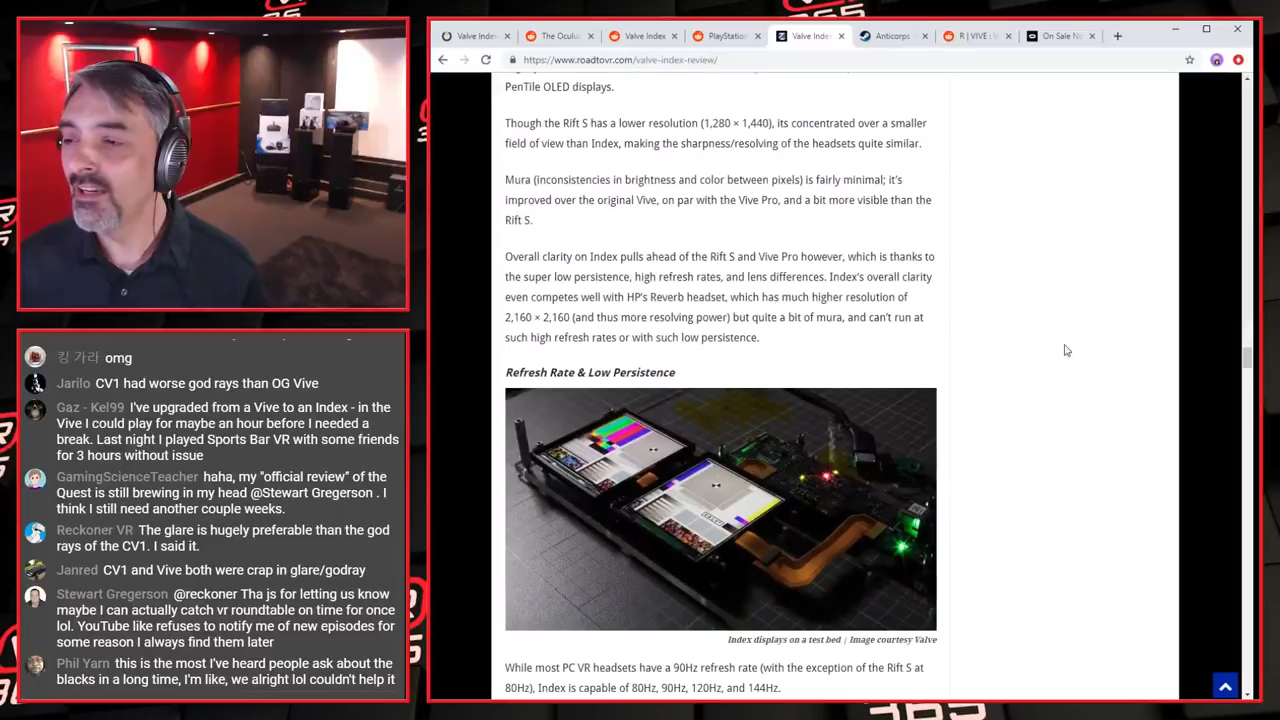 Valve Index
The Oculu
Valve Index
PlayStation
Valve Inde
Anticorps
R | VIVE : V
On Sale No
https://www.roadtovr.com/valve-index-review/
PenTile OLED displays.
Though the Rift S has a lower resolution (1,280 × 1,440), its concentrated over a smaller
field of view than Index, making the sharpness/resolving of the headsets quite similar.
Mura (inconsistencies in brightness and color between pixels) is fairly minimal; it's
improved over the original Vive, on par with the Vive Pro, and a bit more visible than the
Rift S.
Overall clarity on Index pulls ahead of the Rift S and Vive Pro however, which is thanks to
the super low persistence, high refresh rates, and lens differences. Index's overall clarity
even competes well with HP's Reverb headset, which has much higher resolution of
2,160 × 2,160 (and thus more resolving power) but quite a bit of mura, and can't run at
such high refresh rates or with such low persistence.
Refresh Rate & Low Persistence
Index displays on a test bed | Image courtesy Valve
While most PC VR headsets have a 90Hz refresh rate (with the exception of the Rift S at
80Hz), Index is capable of 80Hz, 90Hz, 120Hz, and 144Hz.
킹 가라 omg
Jarilo CV1 had worse god rays than OG Vive
Gaz - Kel99 I've upgraded from a Vive to an Index - in the
Vive I could play for maybe an hour before I needed a
break. Last night I played Sports Bar VR with some friends
for 3 hours without issue
GamingScienceTeacher haha, my "official review" of the
Quest is still brewing in my head @Stewart Gregerson . I
think I still need another couple weeks.
Reckoner VR The glare is hugely preferable than the god
rays of the CV1. I said it.
Janred CV1 and Vive both were crap in glare/godray
Stewart Gregerson @reckoner Tha js for letting us know
maybe I can actually catch vr roundtable on time for once
lol. YouTube like refuses to notify me of new episodes for
some reason I always find them later
Phil Yarn this is the most I've heard people ask about the
blacks in a long time, I'm like, we alright lol couldn't help it